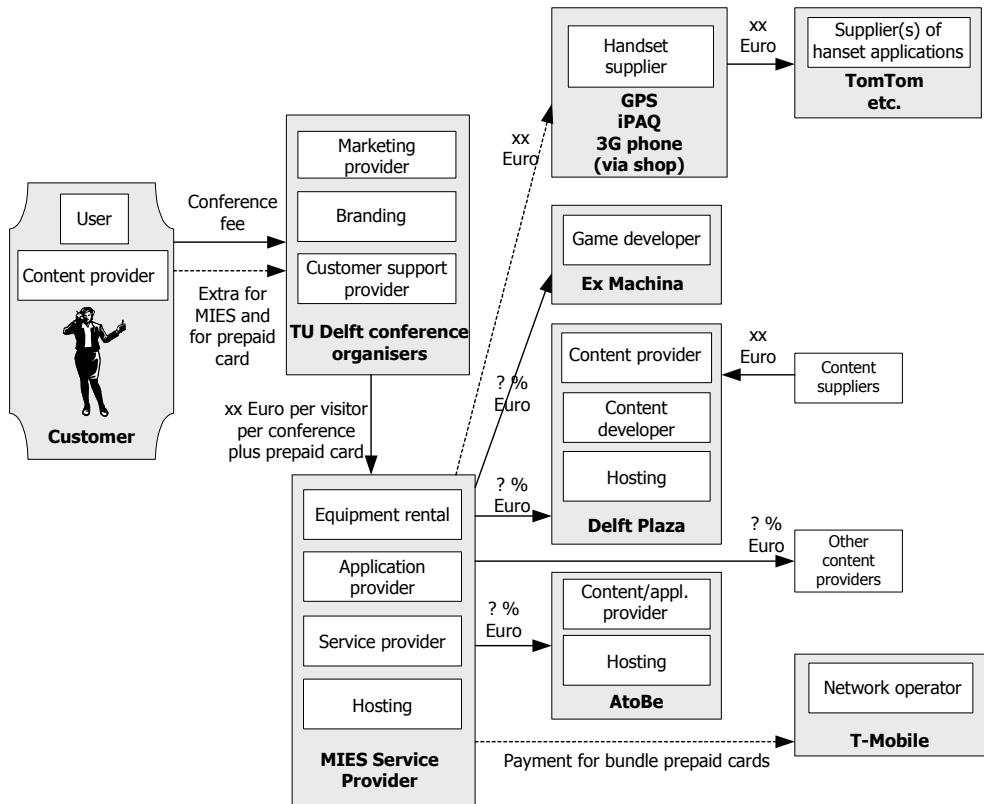 User
Content provider
Customer
Conference
fee
Extra for
MIES and
for prepaid
card
Marketing
provider
Branding
Customer support
provider
TU Delft conference
organisers
xx Euro per visitor
per conference
plus prepaid card
Equipment rental
Application
provider
Service provider
Hosting
MIES Service
Provider
xx
Euro
Handset
supplier
GPS
iPAQ
3G phone
(via shop)
xx
Euro
Supplier(s) of
hanset applications
TomTom
etc.
? %
Euro
Game developer
Ex Machina
? %
Euro
Content provider
Content
developer
Hosting
Delft Plaza
xx
Euro
Content
suppliers
? %
Euro
Other
content
providers
? %
Euro
Content/appl.
provider
Hosting
AtoBe
Payment for bundle prepaid cards
Network operator
T-Mobile